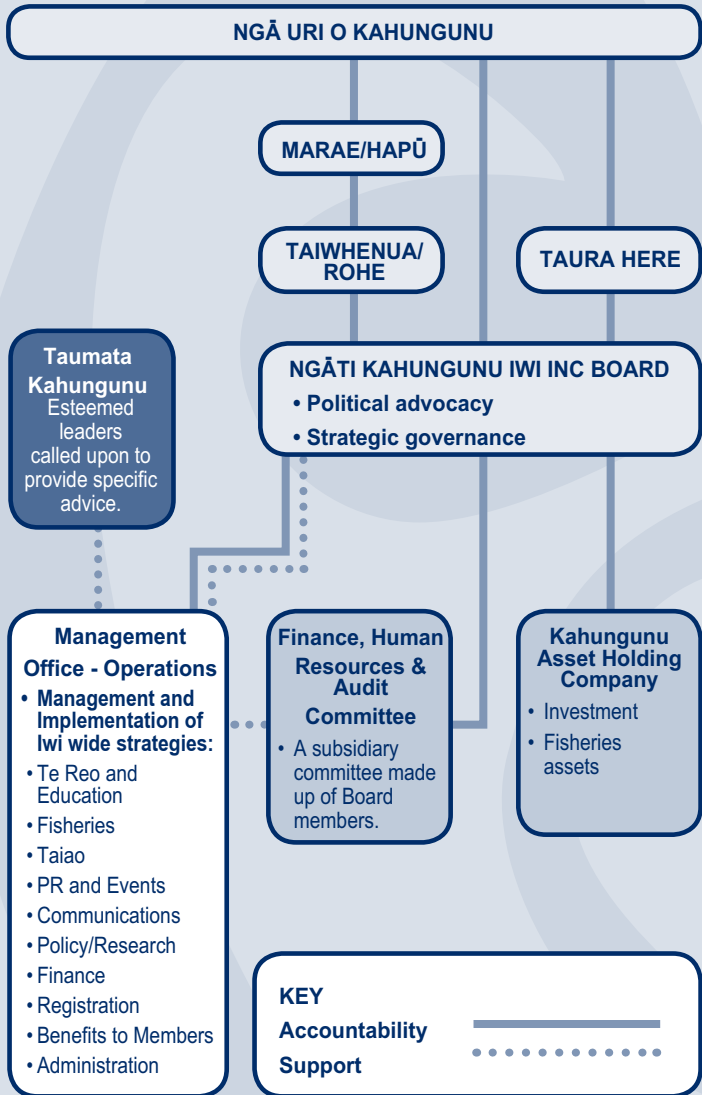 NGĀ URI O KAHUNGUNU
MARAE/HAPŪ
TAIWHENUA/
ROHE
TAURA HERE
Taumata
Kahungunu
Esteemed
leaders
called upon to
provide specific
advice.
NGĀTI KAHUNGUNU IWI INC BOARD
• Political advocacy
• Strategic governance
Management
Office - Operations
• Management and
Implementation of
Iwi wide strategies:
• Te Reo and
Education
• Fisheries
• Taiao
• PR and Events
• Communications
• Policy/Research
• Finance
• Registration
• Benefits to Members
• Administration
Finance, Human
Resources &
Audit
Committee
• A subsidiary
committee made
up of Board
members.
Kahungunu
Asset Holding
Company
• Investment
• Fisheries
assets
KEY
Accountability
Support